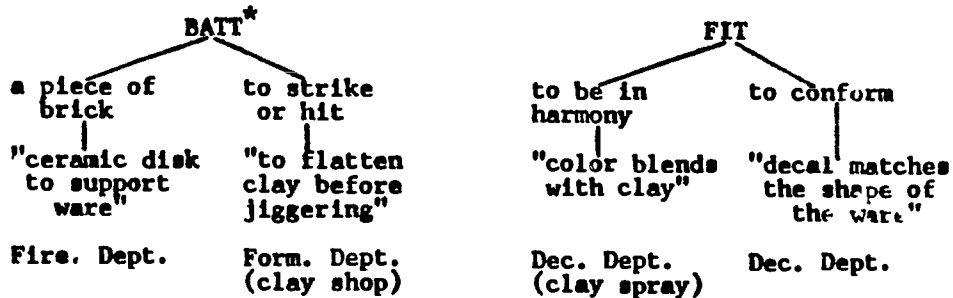 BATT*
a piece of
brick
"ceramic disk
to support
ware"
Fire. Dept.
to strike
or hit
"to flatten
clay before
jiggering"
Form. Dept.
(clay shop)
FIT
to be in
harmony
"color blends
with clay"
Dec. Dept.
(clay spray)
to conform
"decal matches
the shape of
the ware"
Dec. Dept.